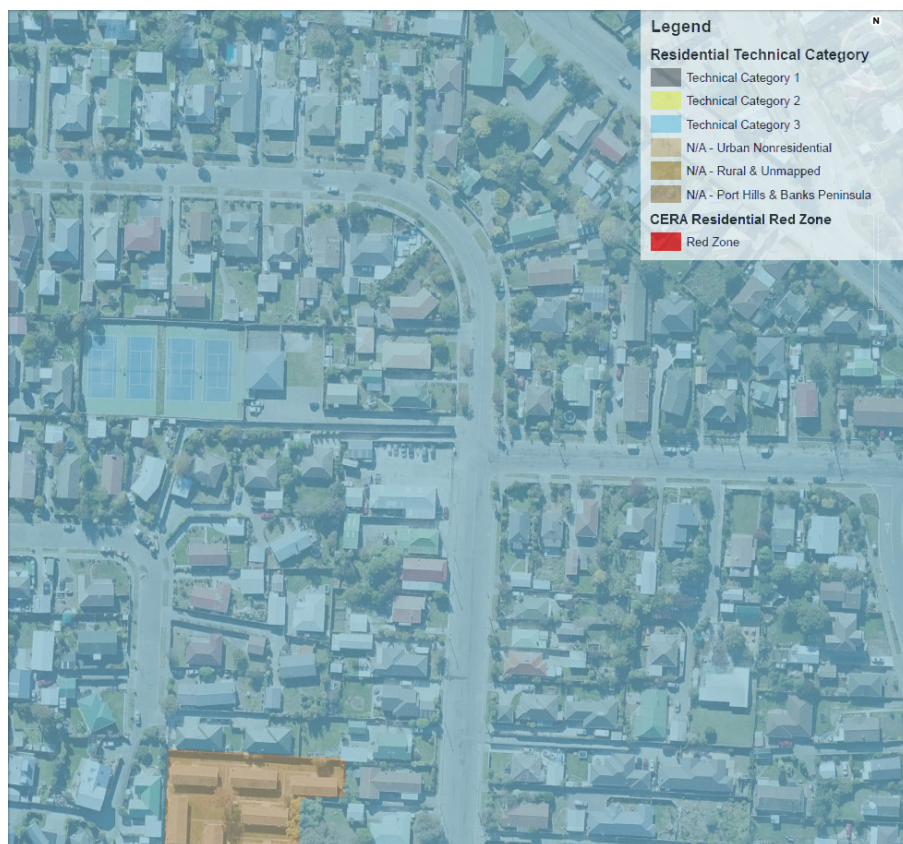 N
Legend
Residential Technical Category
Technical Category 1
Technical Category 2
Technical Category 3
N/A - Urban Nonresidential
N/A - Rural & Unmapped
N/A - Port Hills & Banks Peninsula
CERA Residential Red Zone
Red Zone